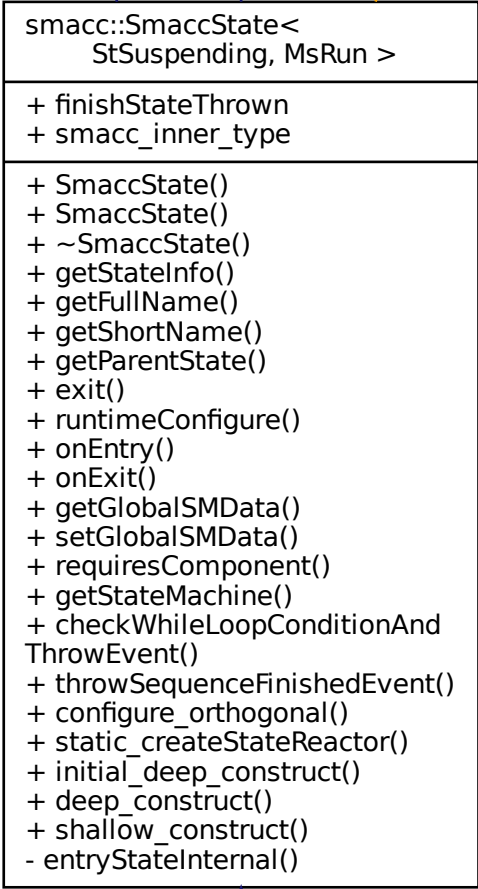 smacc::SmaccState<
StSuspending, MsRun >
+ finishStateThrown
+ smacc_inner_type
+ SmaccState()
+ SmaccState()
+ ~SmaccState()
+ getStateInfo()
+ getFullName()
+ getShortName()
+ getParentState()
+ exit()
+ runtimeConfigure()
+ onEntry()
+ onExit()
+ getGlobalSMData()
+ setGlobalSMData()
+ requiresComponent()
+ getStateMachine()
+ checkWhileLoopConditionAnd
ThrowEvent()
+ throwSequenceFinishedEvent()
+ configure_orthogonal()
+ static_createStateReactor()
+ initial_deep_construct()
+ deep_construct()
+ shallow_construct()
- entryStateInternal()